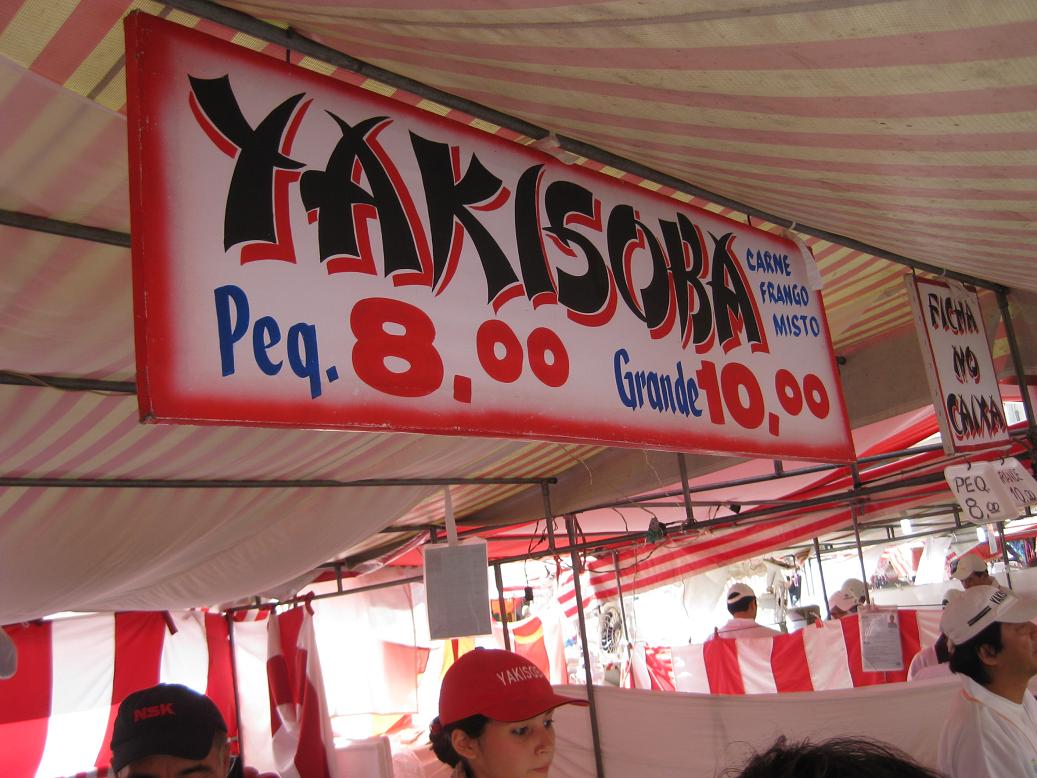 YAKISOBA
CARNE
FRANGO
MISTO
Peq. 8,00
Grande 10,00
FICHA
NO
CAIXA
PEQ.
8,00
10,00
NSK